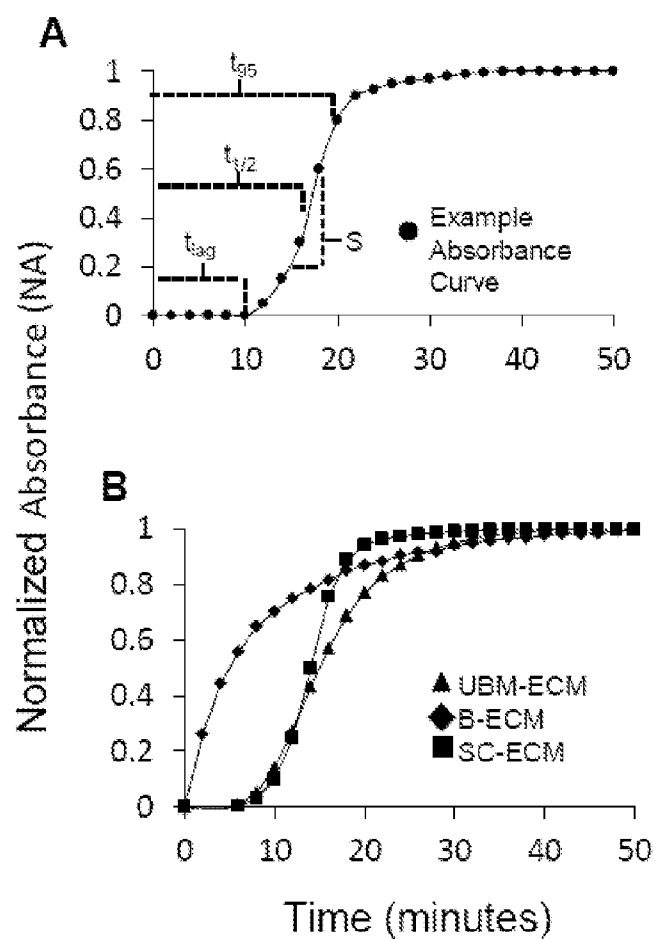 A
t95
t1/2
tlag
S
Example
Absorbance
Curve
1
0.8
0.6
0.4
0.2
0
0 10 20 30 40 50
Normalized Absorbance (NA)
B
1
0.8
0.6
0.4
0.2
0
UBM-ECM
B-ECM
SC-ECM
0 10 20 30 40 50
Time (minutes)